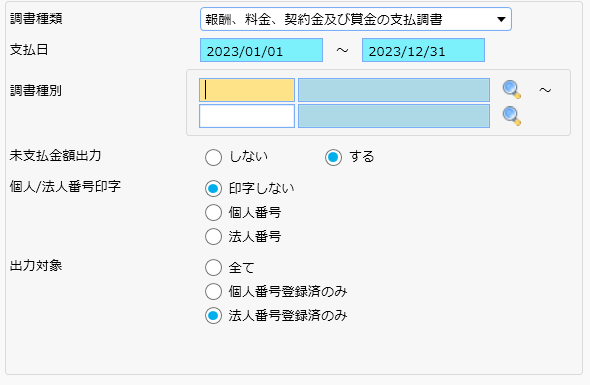 調書種類 報酬、料金、契約金及び賞金の支払調書
支払日 2023/01/01 ～ 2023/12/31
調書種別 ～
未支払金額出力 しない する
個人/法人番号印字 印字しない
個人番号
法人番号
出力対象 全て
個人番号登録済のみ
法人番号登録済のみ